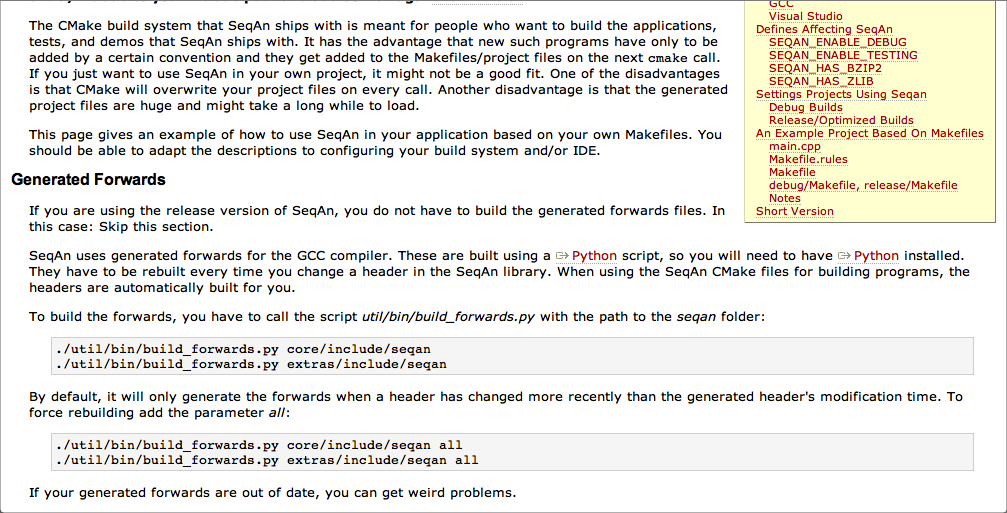 The CMake build system that SeqAn ships with is meant for people who want to build the applications,
tests, and demos that SeqAn ships with. It has the advantage that new such programs have only to be
added by a certain convention and they get added to the Makefiles/project files on the next cmake call.
If you just want to use SeqAn in your own project, it might not be a good fit. One of the disadvantages
is that CMake will overwrite your project files on every call. Another disadvantage is that the generated
project files are huge and might take a long while to load.
This page gives an example of how to use SeqAn in your application based on your own Makefiles. You
should be able to adapt the descriptions to configuring your build system and/or IDE.
GCC
Visual Studio
Defines Affecting SeqAn
SEQAN_ENABLE_DEBUG
SEQAN_ENABLE_TESTING
SEQAN_HAS_BZIP2
SEQAN_HAS_ZLIB
Settings Projects Using Seqan
Debug Builds
Release/Optimized Builds
An Example Project Based On Makefiles
main.cpp
Makefile.rules
Makefile
debug/Makefile, release/Makefile
Notes
Short Version
Generated Forwards
If you are using the release version of SeqAn, you do not have to build the generated forwards files. In
this case: Skip this section.
SeqAn uses generated forwards for the GCC compiler. These are built using a Python script, so you will need to have Python installed.
They have to be rebuilt every time you change a header in the SeqAn library. When using the SeqAn CMake files for building programs, the
headers are automatically built for you.
To build the forwards, you have to call the script util/bin/build_forwards.py with the path to the seqan folder:
./util/bin/build_forwards.py core/include/seqan
./util/bin/build_forwards.py extras/include/seqan
By default, it will only generate the forwards when a header has changed more recently than the generated header's modification time. To
force rebuilding add the parameter all:
./util/bin/build_forwards.py core/include/seqan all
./util/bin/build_forwards.py extras/include/seqan all
If your generated forwards are out of date, you can get weird problems.